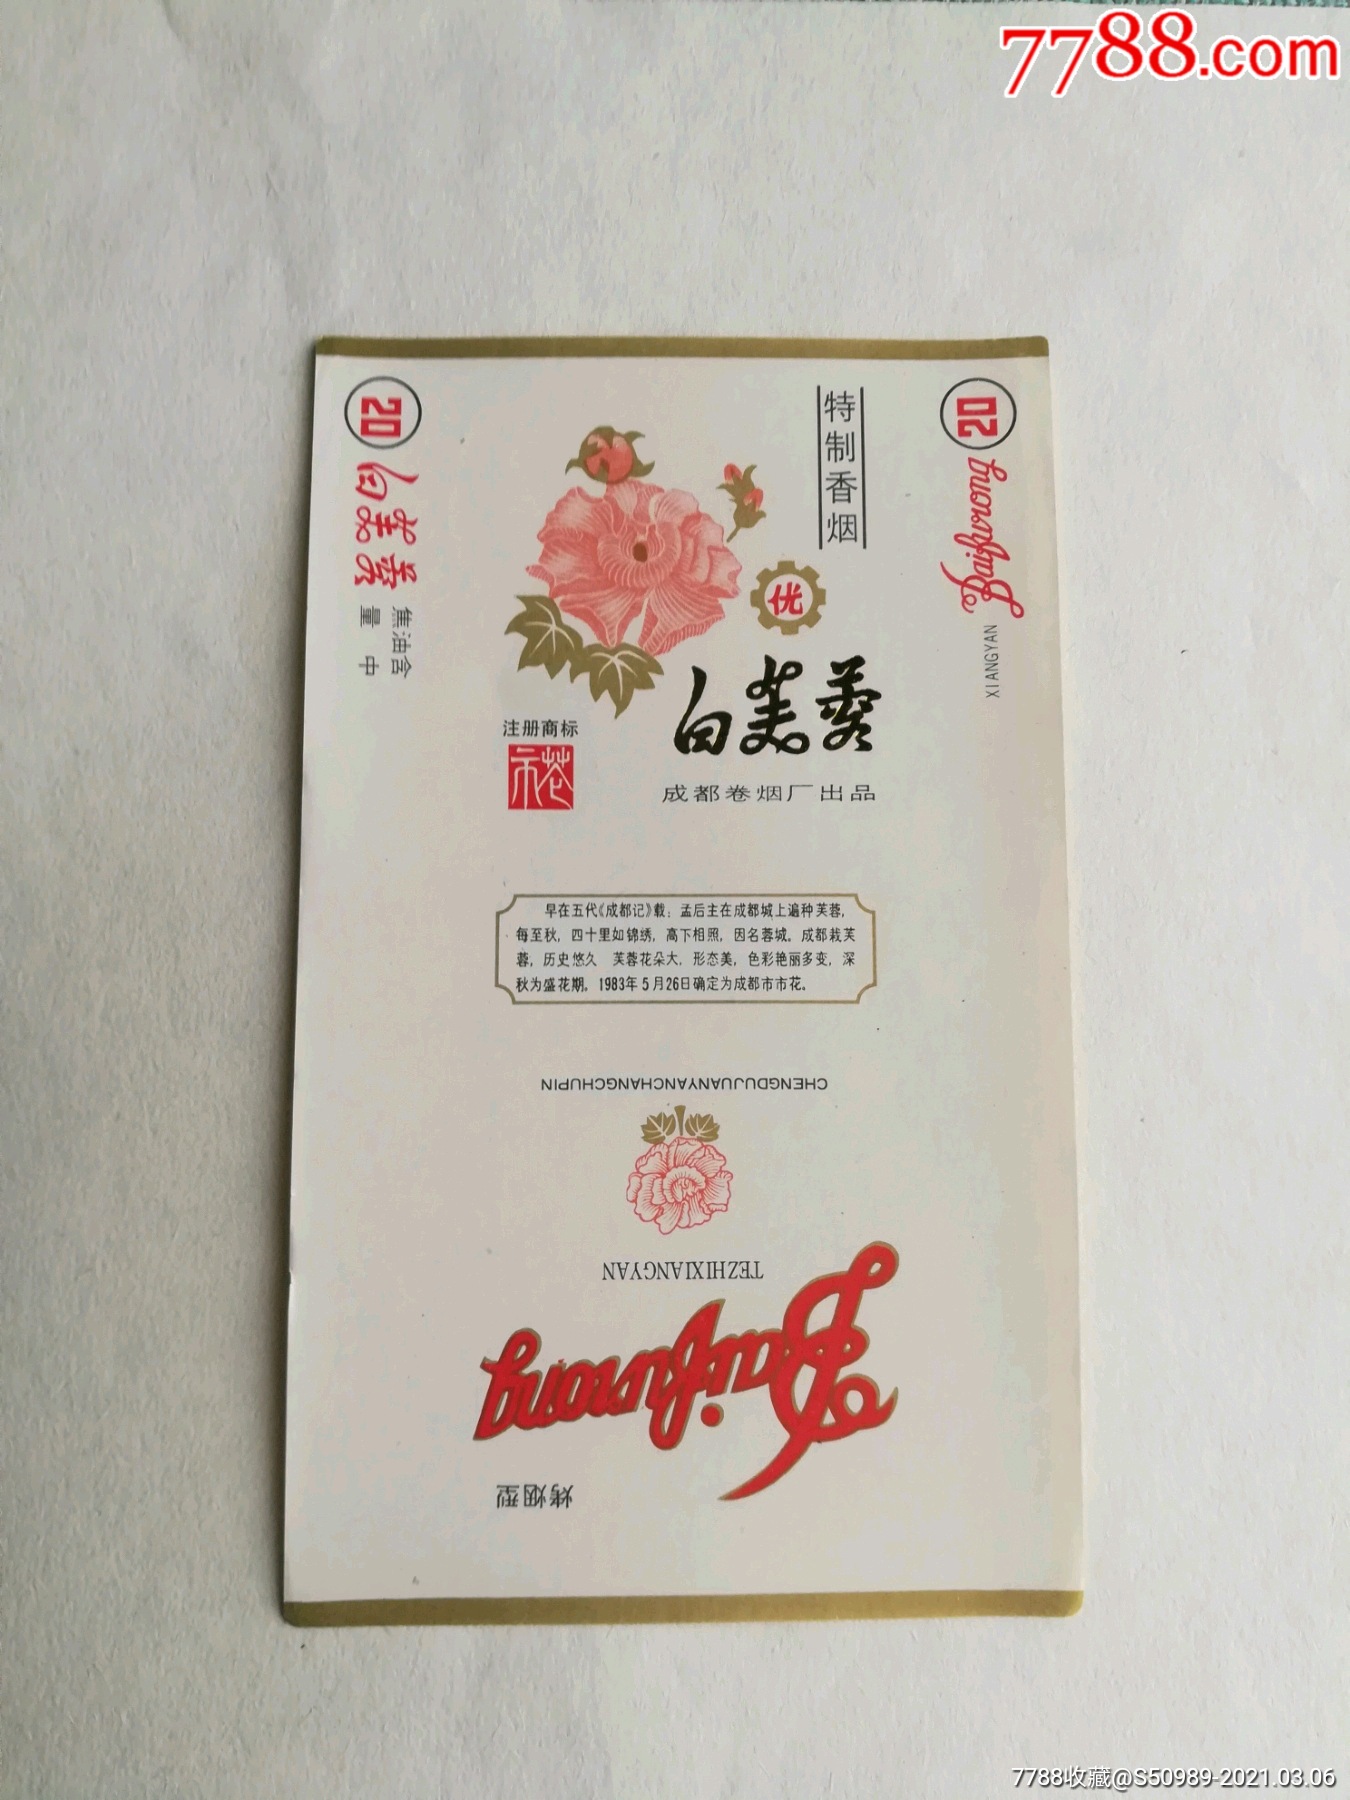 7788.com
20
白芙蓉
焦油含
量 中
特制香烟
优
白芙蓉
注册商标
市花
成都卷烟厂出品
20
Baifurong
XIANGYAN
早在五代《成都记》载：孟后主在成都城上遍种芙蓉，
每至秋，四十里如锦绣，高下相照，因名蓉城。成都栽芙
蓉，历史悠久 芙蓉花朵大，形态美，色彩艳丽多变，深
秋为盛花期。1983年5月26日确定为成都市市花。
CHENGDUJUANYANCHANGCHUPIN
TEZHIXIANGYAN
Baifurong
烤烟型
7788收藏@S50989-2021.03.06